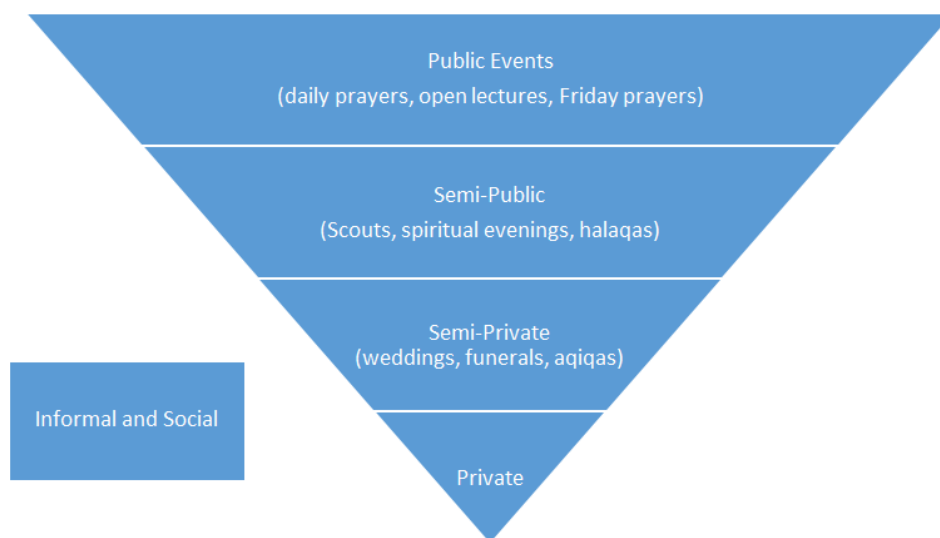 Public Events
(daily prayers, open lectures, Friday prayers)
Semi-Public
(Scouts, spiritual evenings, halaqas)
Semi-Private
(weddings, funerals, aqiqas)
Informal and Social
Private